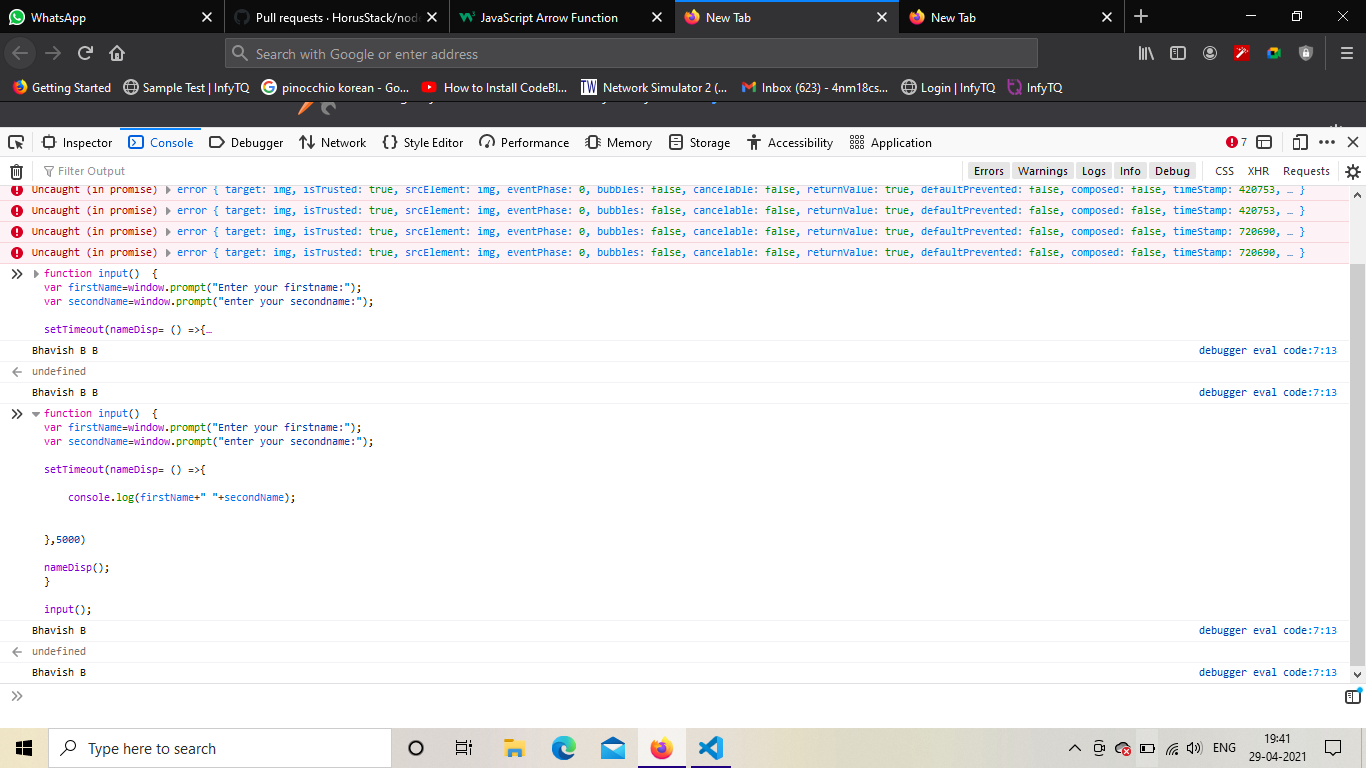 WhatsApp
Pull requests · HorusStack/nod
JavaScript Arrow Function
New Tab
New Tab
Search with Google or enter address
Getting Started
Sample Test | InfyTQ
pinocchio korean - Go...
How to Install CodeBl...
Network Simulator 2 (...
Inbox (623) - 4nm18cs...
Login | InfyTQ
InfyTQ
Inspector
Console
Debugger
Network
Style Editor
Performance
Memory
Storage
Accessibility
Application
7
Filter Output
Errors
Warnings
Logs
Info
Debug
CSS
XHR
Requests
Uncaught (in promise) error { target: img, isTrusted: true, srcElement: img, eventPhase: 0, bubbles: false, cancelable: false, returnValue: true, defaultPrevented: false, composed: false, timeStamp: 420753, … }
Uncaught (in promise) error { target: img, isTrusted: true, srcElement: img, eventPhase: 0, bubbles: false, cancelable: false, returnValue: true, defaultPrevented: false, composed: false, timeStamp: 420753, … }
Uncaught (in promise) error { target: img, isTrusted: true, srcElement: img, eventPhase: 0, bubbles: false, cancelable: false, returnValue: true, defaultPrevented: false, composed: false, timeStamp: 720690, … }
Uncaught (in promise) error { target: img, isTrusted: true, srcElement: img, eventPhase: 0, bubbles: false, cancelable: false, returnValue: true, defaultPrevented: false, composed: false, timeStamp: 720690, … }
function input()  {
var firstName=window.prompt("Enter your firstname:");
var secondName=window.prompt("enter your secondname:");
setTimeout(nameDisp= () =>{…
Bhavish B B debugger eval code:7:13
undefined
Bhavish B B debugger eval code:7:13
function input()  {
var firstName=window.prompt("Enter your firstname:");
var secondName=window.prompt("enter your secondname:");
setTimeout(nameDisp= () =>{
console.log(firstName+" "+secondName);
},5000)
nameDisp();
}
input();
Bhavish B debugger eval code:7:13
undefined
Bhavish B debugger eval code:7:13
Type here to search
ENG
19:41
29-04-2021